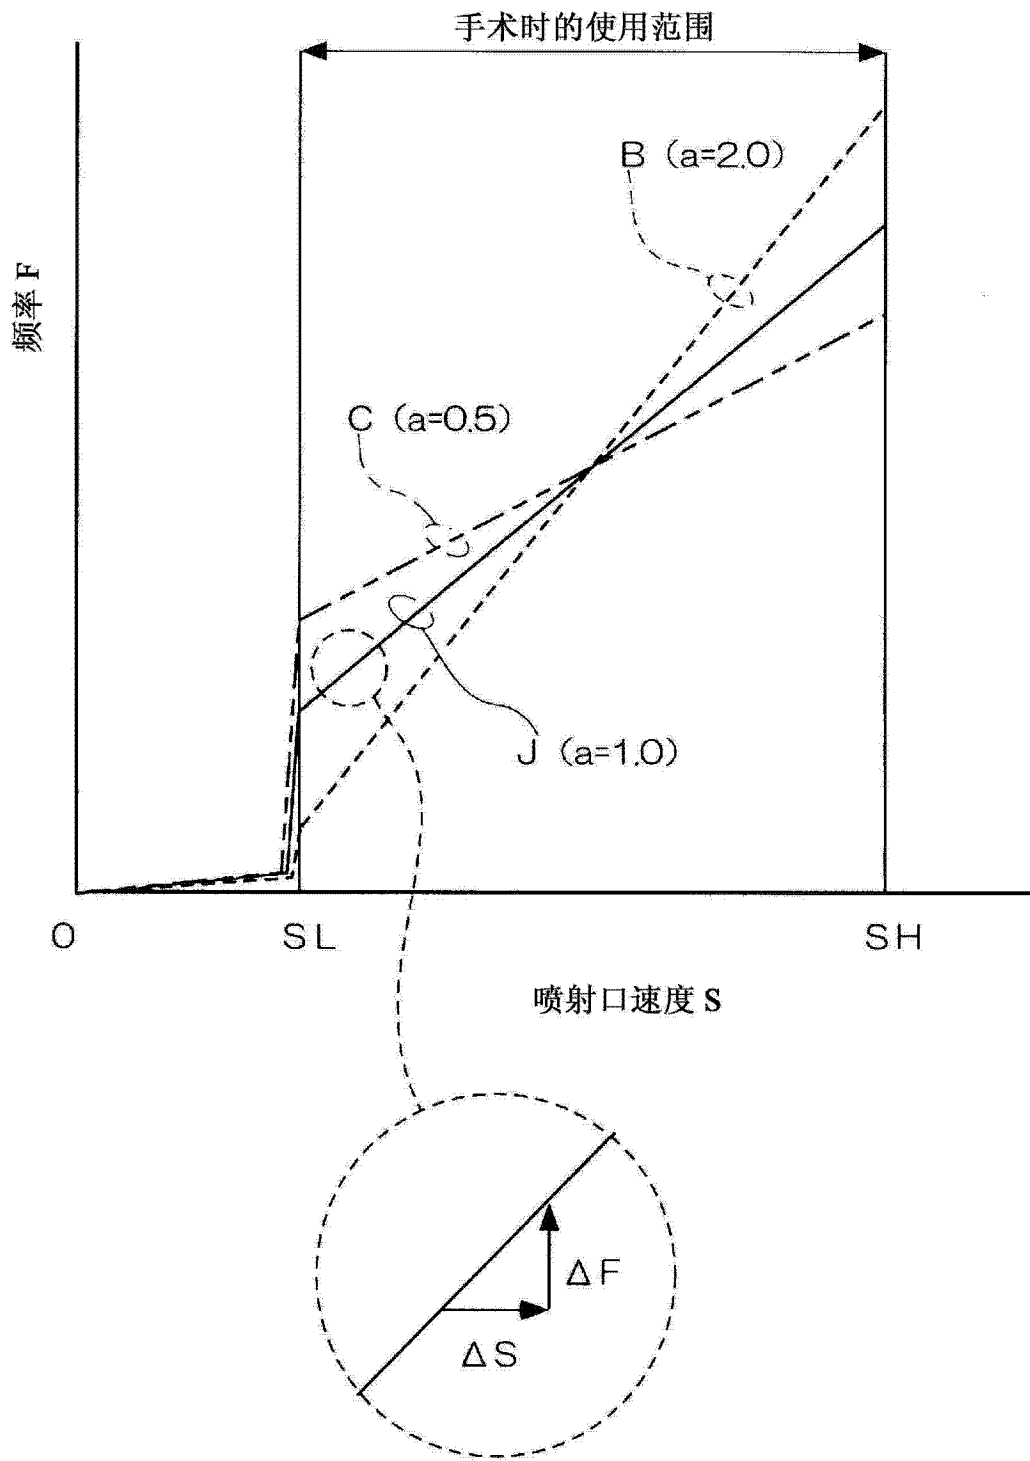 手术时的使用范围
B (a=2.0)
频率 F
C (a=0.5)
J (a=1.0)
O
SL
SH
喷射口速度 S
ΔF
ΔS